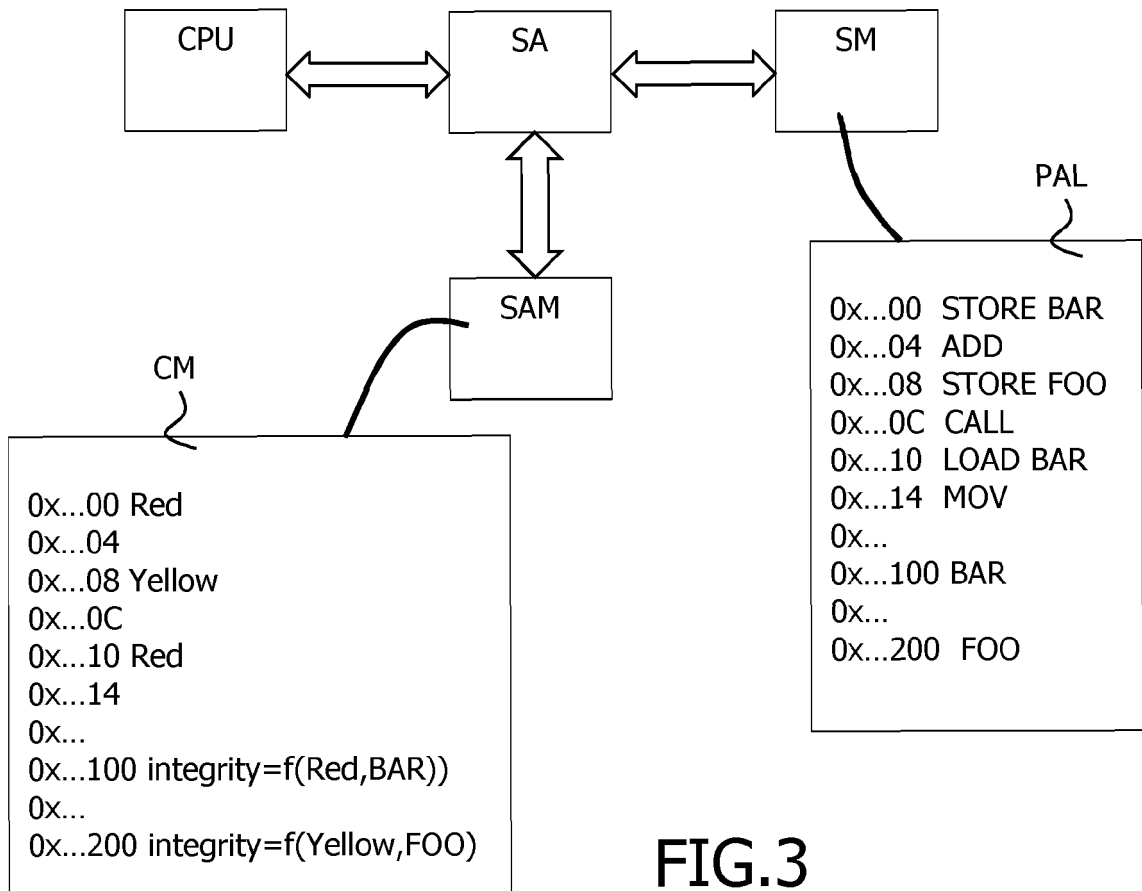 CPU
SA
SM
PAL
SAM
CM
0x...00 STORE BAR
0x...04 ADD
0x...08 STORE FOO
0x...0C CALL
0x...10 LOAD BAR
0x...14 MOV
0x...
0x...100 BAR
0x...
0x...200 FOO
0x...00 Red
0x...04
0x...08 Yellow
0x...0C
0x...10 Red
0x...14
0x...
0x...100 integrity=f(Red,BAR))
0x...
0x...200 integrity=f(Yellow,FOO)
FIG.3